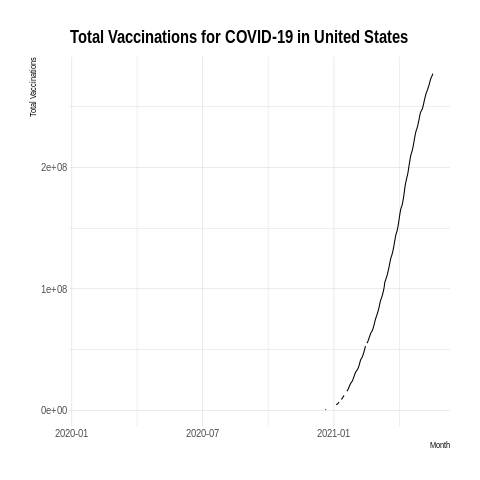 Total Vaccinations for COVID-19 in United States
Total Vaccinations
2e+08
1e+08
0e+00
2020-01 2020-07 2021-01
Month